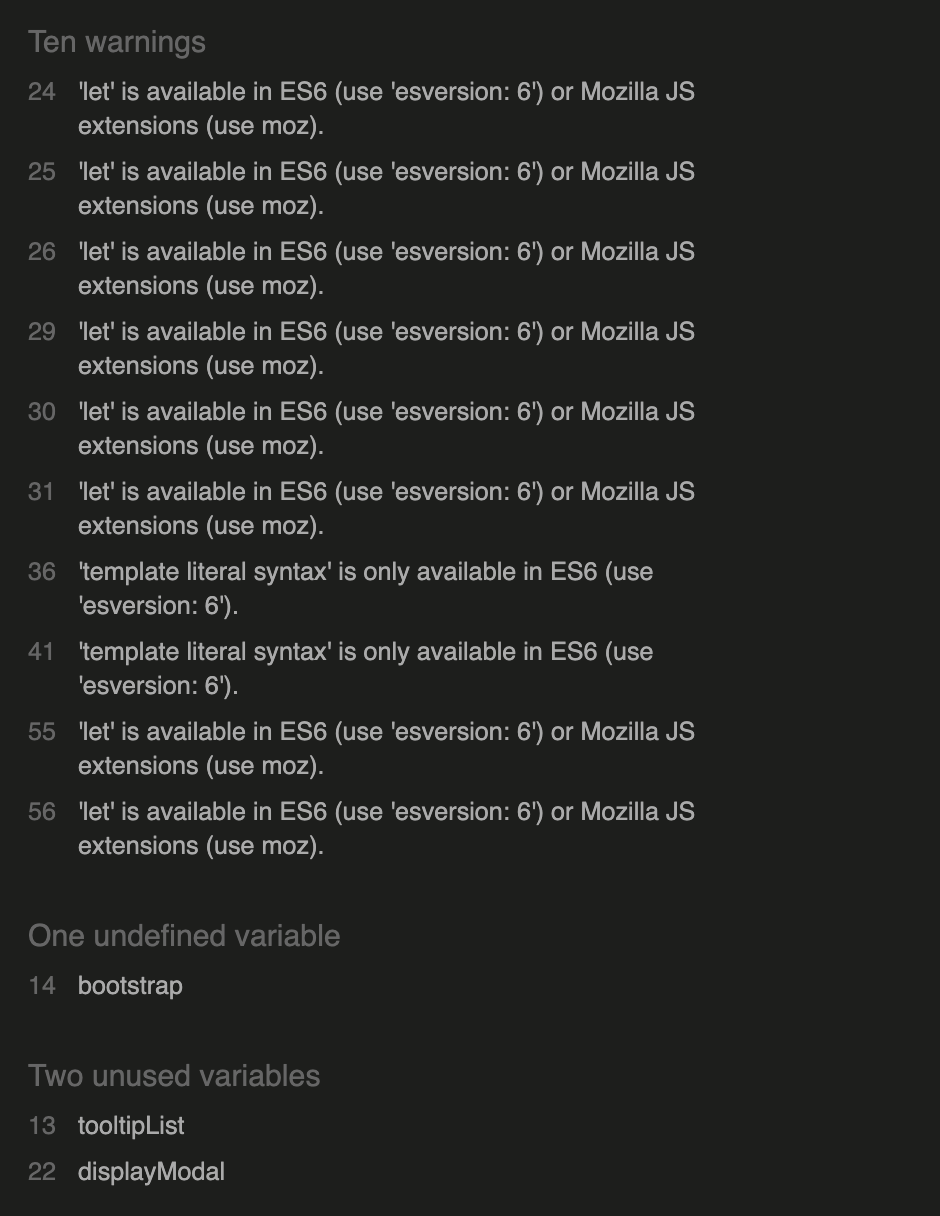 Ten warnings
24 'let' is available in ES6 (use 'esversion: 6') or Mozilla JS
extensions (use moz).
25 'let' is available in ES6 (use 'esversion: 6') or Mozilla JS
extensions (use moz).
26 'let' is available in ES6 (use 'esversion: 6') or Mozilla JS
extensions (use moz).
29 'let' is available in ES6 (use 'esversion: 6') or Mozilla JS
extensions (use moz).
30 'let' is available in ES6 (use 'esversion: 6') or Mozilla JS
extensions (use moz).
31 'let' is available in ES6 (use 'esversion: 6') or Mozilla JS
extensions (use moz).
36 'template literal syntax' is only available in ES6 (use
'esversion: 6').
41 'template literal syntax' is only available in ES6 (use
'esversion: 6').
55 'let' is available in ES6 (use 'esversion: 6') or Mozilla JS
extensions (use moz).
56 'let' is available in ES6 (use 'esversion: 6') or Mozilla JS
extensions (use moz).
One undefined variable
14 bootstrap
Two unused variables
13 tooltipList
22 displayModal